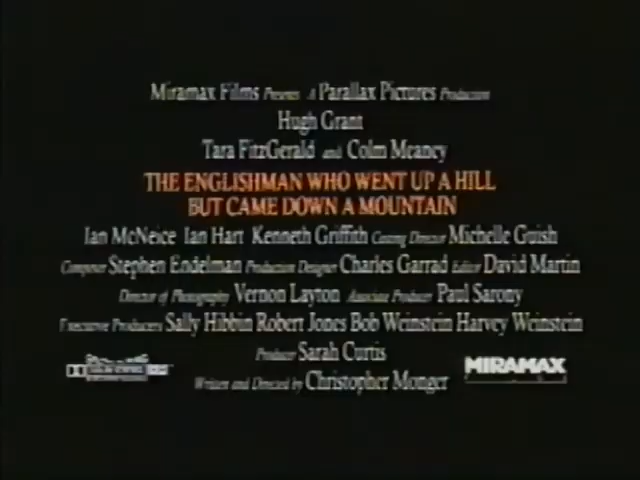 Miramax Films Presents A Parallax Pictures Production
Hugh Grant
Tara FitzGerald and Colm Meaney
THE ENGLISHMAN WHO WENT UP A HILL
BUT CAME DOWN A MOUNTAIN
Ian McNeice Ian Hart Kenneth Griffith Casting Director Michelle Guish
Composer Stephen Endelman Production Designer Charles Garrad Editor David Martin
Director of Photography Vernon Layton Associate Producer Paul Sarony
Executive Producers Sally Hibbin Robert Jones Bob Weinstein Harvey Weinstein
Producer Sarah Curtis
Written and Directed by Christopher Monger
MIRAMAX